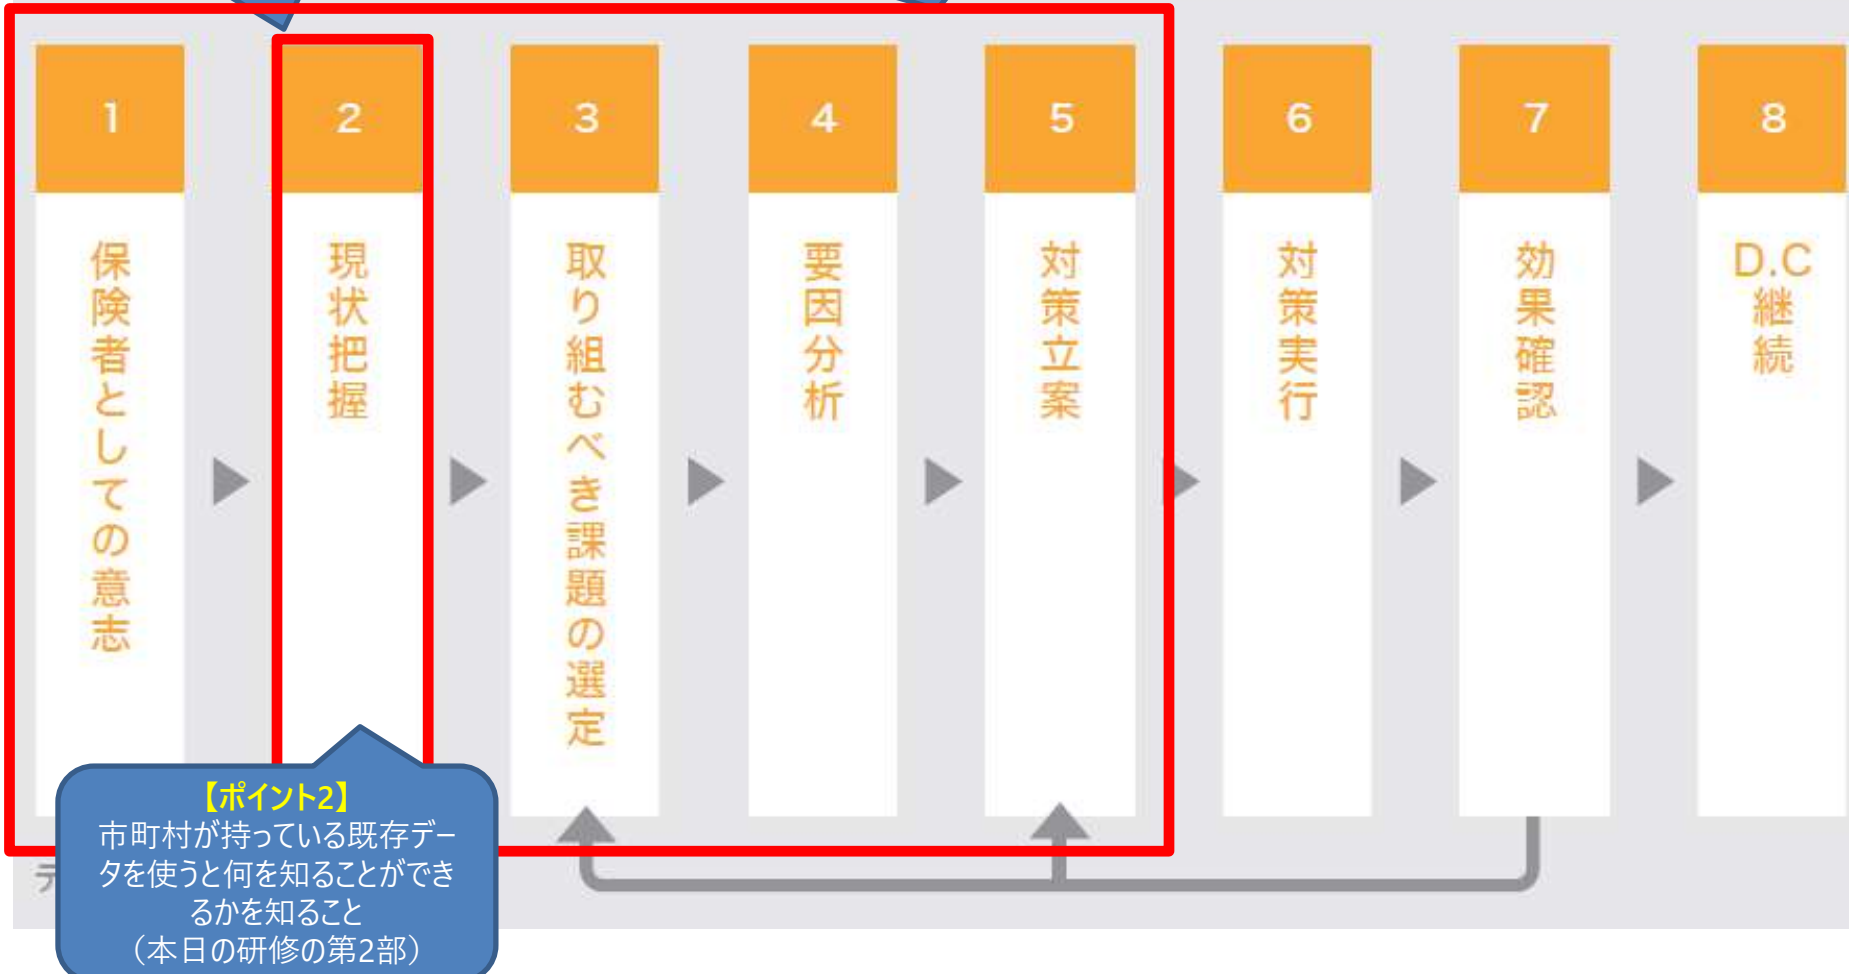 1
保険者としての意志
2
現状把握
3
取り組むべき課題の選定
4
要因分析
5
対策立案
6
対策実行
7
効果確認
8
D.C
継続
【ポイント2】
市町村が持っている既存デー
タを使うと何を知ることができ
るかを知ること
（本日の研修の第2部）